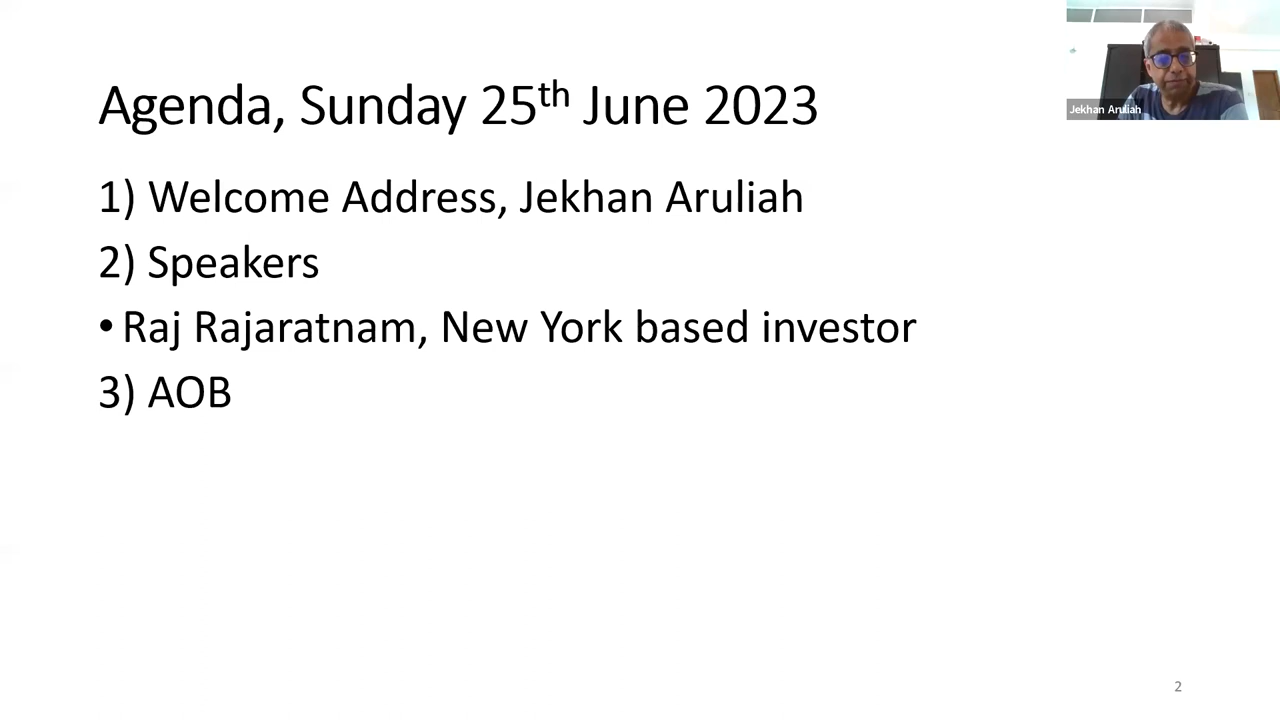 Agenda, Sunday 25th June 2023
Jekhan Aruliah
1) Welcome Address, Jekhan Aruliah
2) Speakers
• Raj Rajaratnam, New York based investor
3) AOB
2